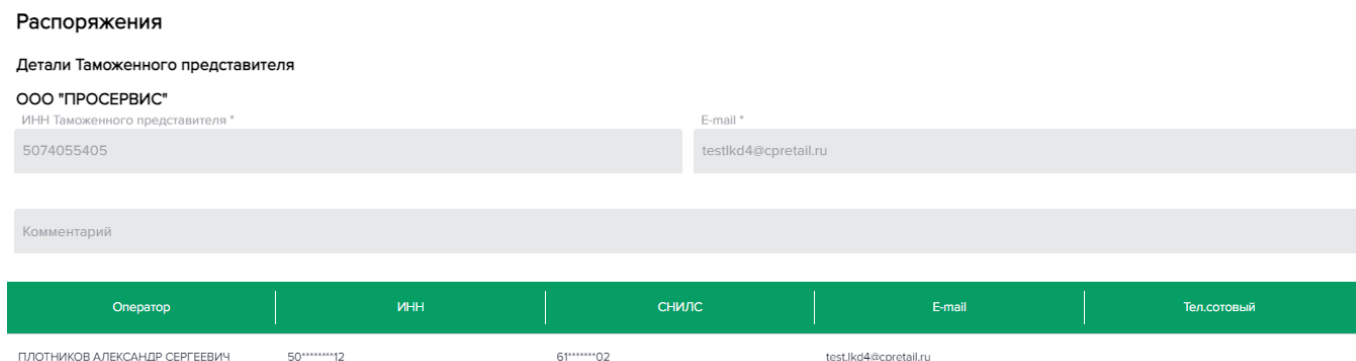 Распоряжения
Детали Таможенного представителя
ООО "ПРОСЕРВИС"
ИНН Таможенного представителя * E-mail *
5074055405 testlkd4@cpretail.ru
Комментарий
Оператор ИНН СНИЛС E-mail Тел.сотовый
ПЛОТНИКОВ АЛЕКСАНДР СЕРГЕЕВИЧ 50********12 61*******02 test.lkd4@cpretail.ru